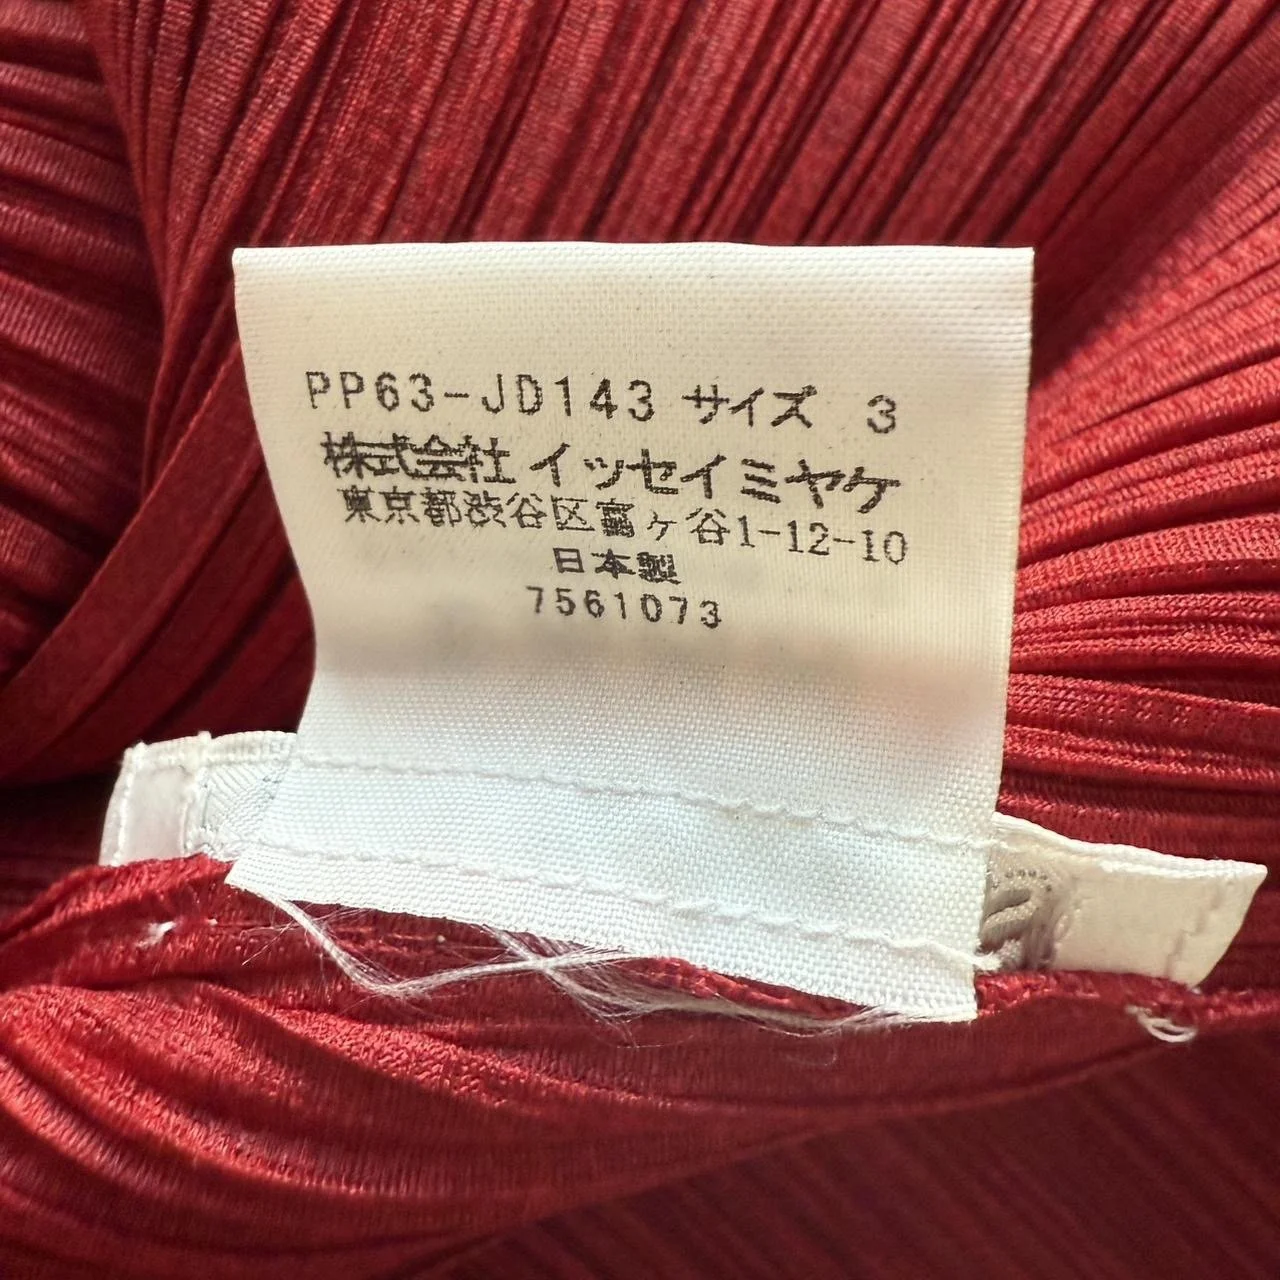 PP63-JD143 サイズ 3
株式会社イッセイミヤケ
東京都渋谷区富ヶ谷1-12-10
日本製
7561073